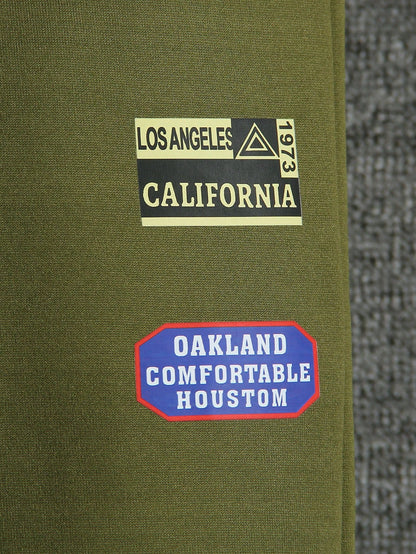 LOS ANGELES
1973
CALIFORNIA
OAKLAND
COMFORTABLE
HOUSTOM